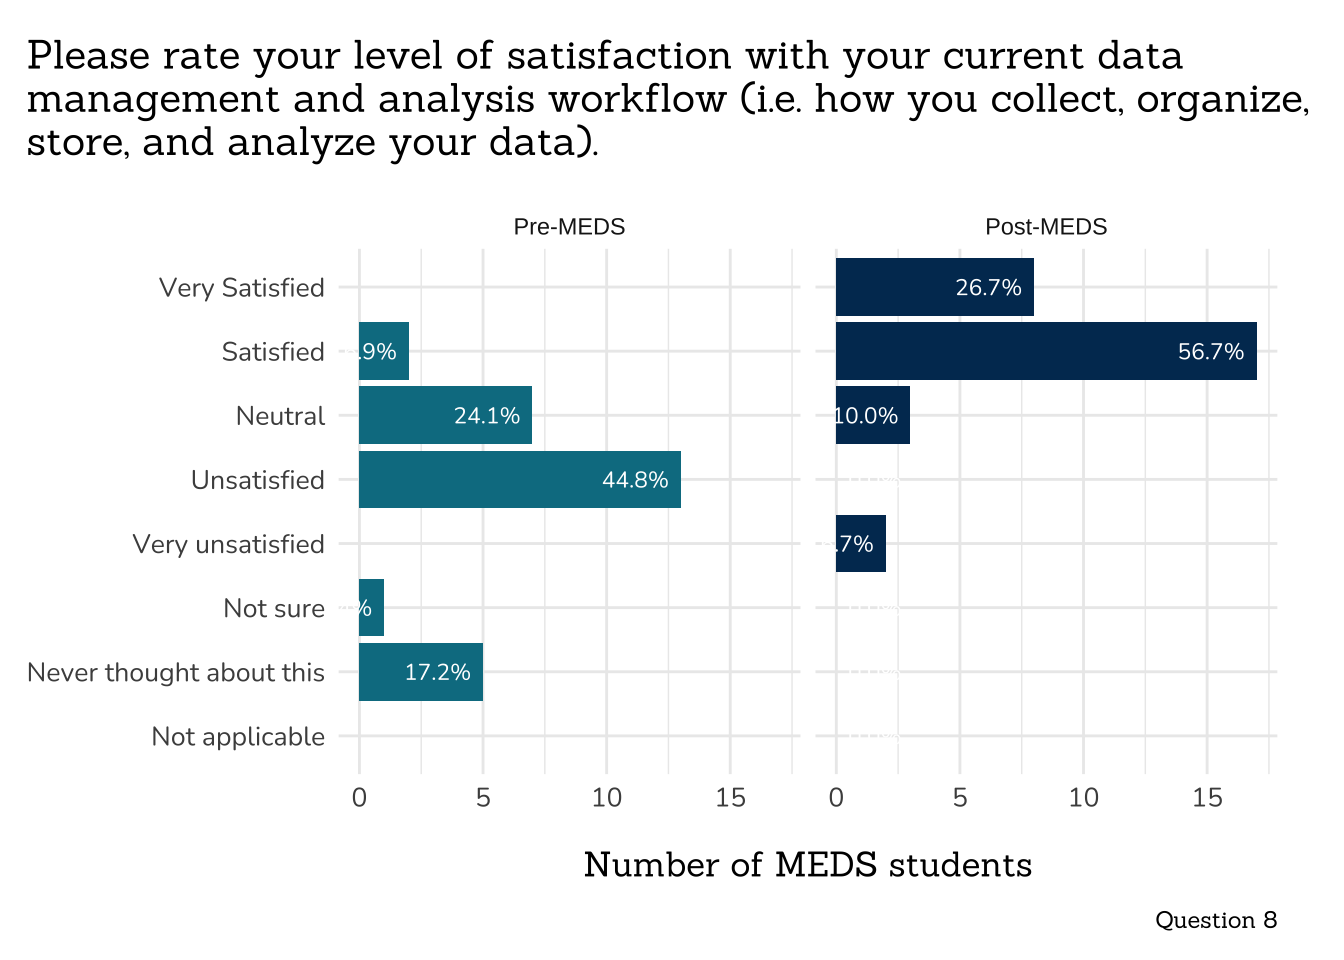 Please rate your level of satisfaction with your current data
management and analysis workflow (i.e. how you collect, organize,
store, and analyze your data).
Pre-MEDS Post-MEDS
Very Satisfied 26.7%
Satisfied .9% 56.7%
Neutral 24.1% 10.0%
Unsatisfied 44.8%
Very unsatisfied .7%
Not sure %
Never thought about this 17.2%
Not applicable
0 5 10 15 0 5 10 15
Number of MEDS students
Question 8